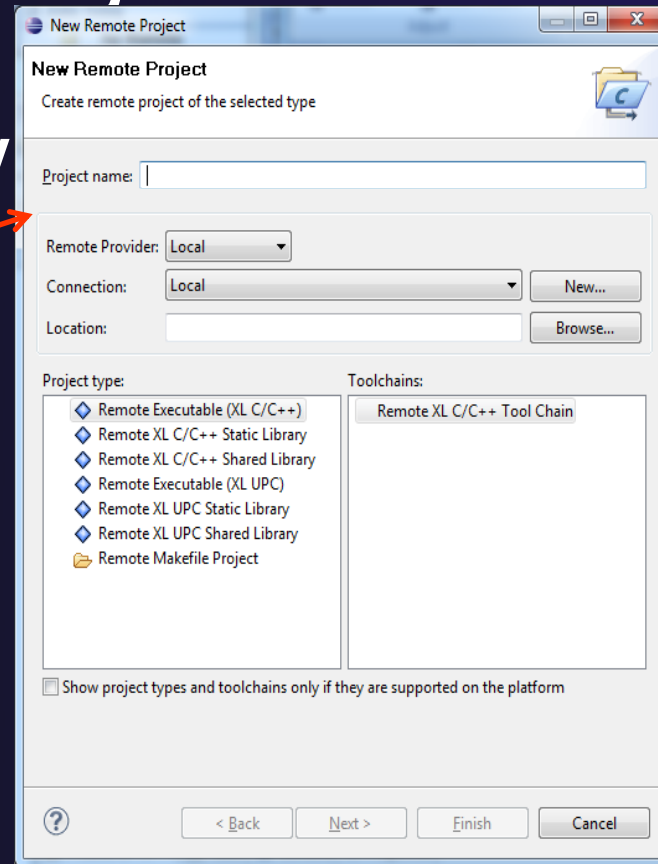 New Remote Project
New Remote Project
Create remote project of the selected type
C
Project name:
Remote Provider: Local
Connection: Local New...
Location: Browse...
Project type: Toolchains:
Remote Executable (XL C/C++) Remote XL C/C++ Tool Chain
Remote XL C/C++ Static Library
Remote XL C/C++ Shared Library
Remote Executable (XL UPC)
Remote XL UPC Static Library
Remote XL UPC Shared Library
Remote Makefile Project
Show project types and toolchains only if they are supported on the platform
? < Back Next > Finish Cancel